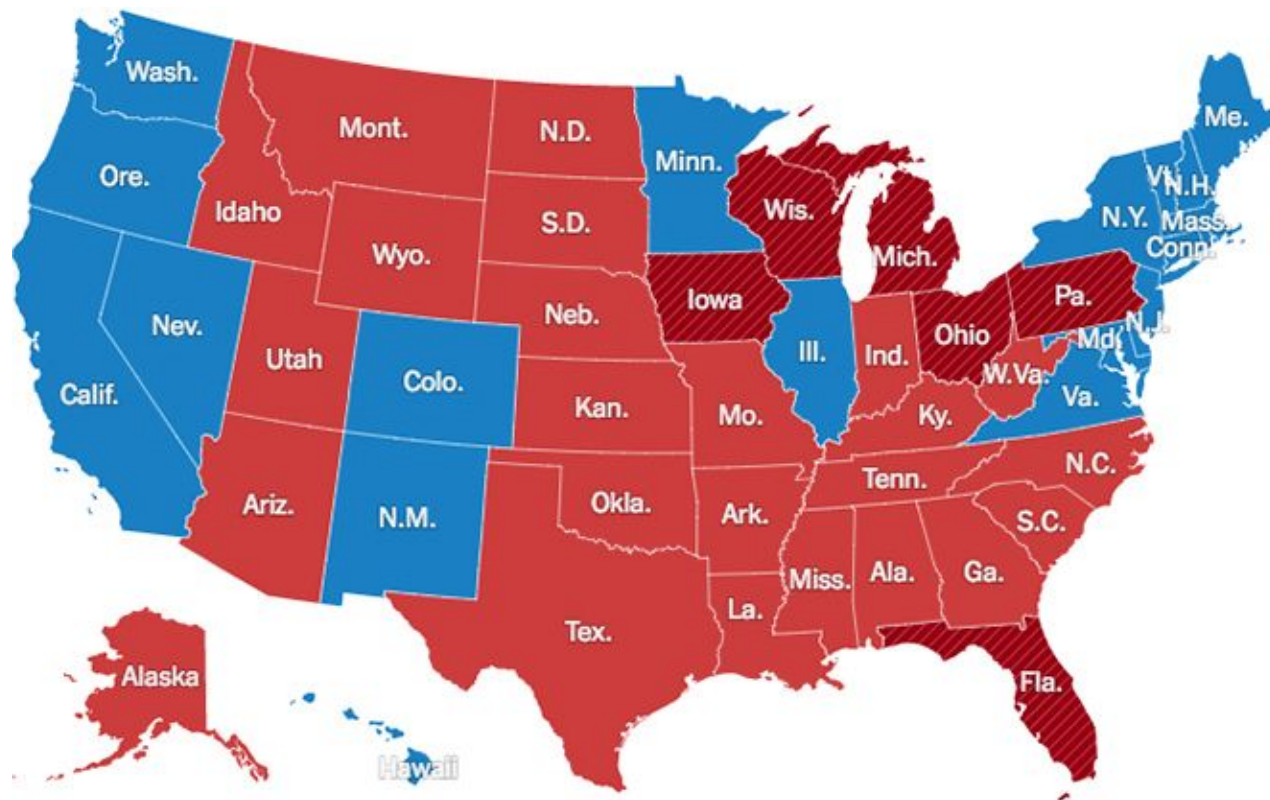 Wash.
Me.
Mont.
N.D.
Minn.
Ore.
Vt.
N.H.
Idaho
S.D.
Wis.
N.Y.
Mass.
Wyo.
Mich.
Conn.
Iowa
Pa.
Nev.
Neb.
Ohio
N.J.
Utah
Ill.
Ind.
Md.
Calif.
Colo.
W.Va.
Va.
Kan.
Mo.
Ky.
N.C.
Tenn.
Ariz.
N.M.
Okla.
Ark.
S.C.
Miss.
Ala.
Ga.
La.
Tex.
Alaska
Fla.
Hawaii